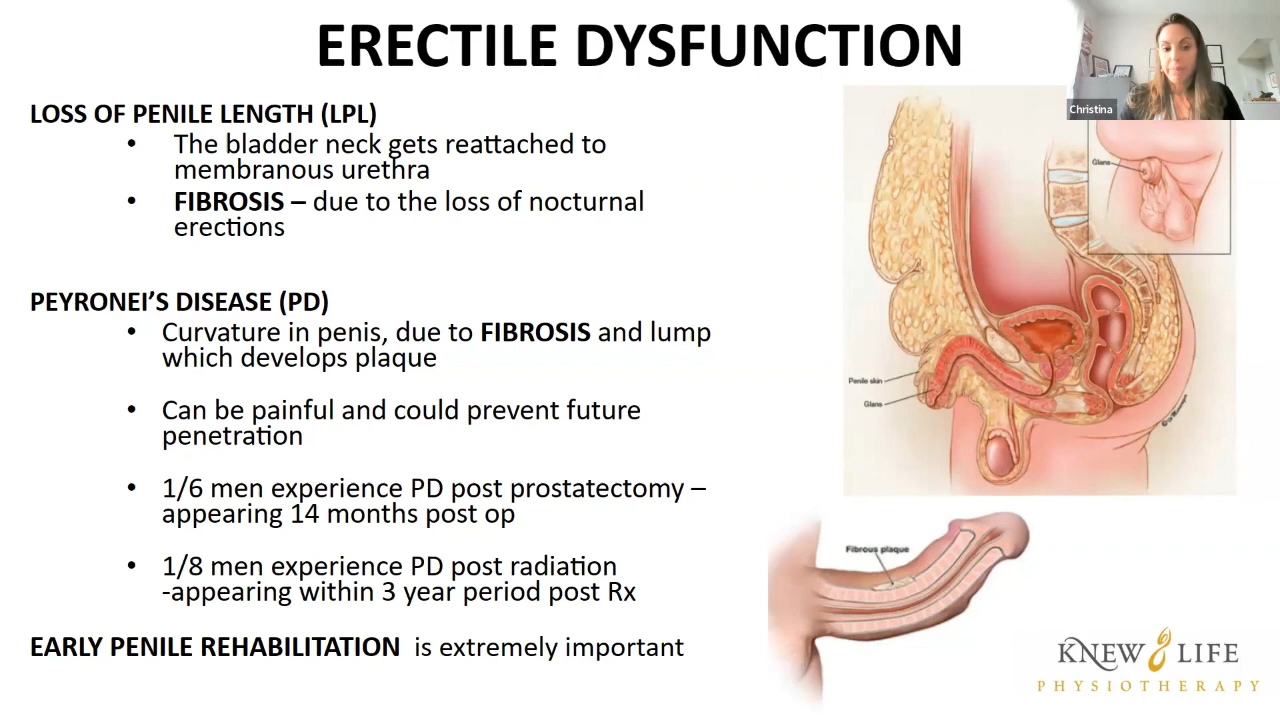 ERECTILE DYSFUNCTION
Christina
LOSS OF PENILE LENGTH (LPL)
• The bladder neck gets reattached to
membranous urethra
• FIBROSIS – due to the loss of nocturnal
erections
PEYRONEI’S DISEASE (PD)
• Curvature in penis, due to FIBROSIS and lump
which develops plaque
• Can be painful and could prevent future
penetration
• 1/6 men experience PD post prostatectomy –
appearing 14 months post op
• 1/8 men experience PD post radiation
-appearing within 3 year period post Rx
EARLY PENILE REHABILITATION is extremely important
Glans
Penile skin
Glans
Fibrous plaque
KNEW LIFE
PHYSIOTHERAPY